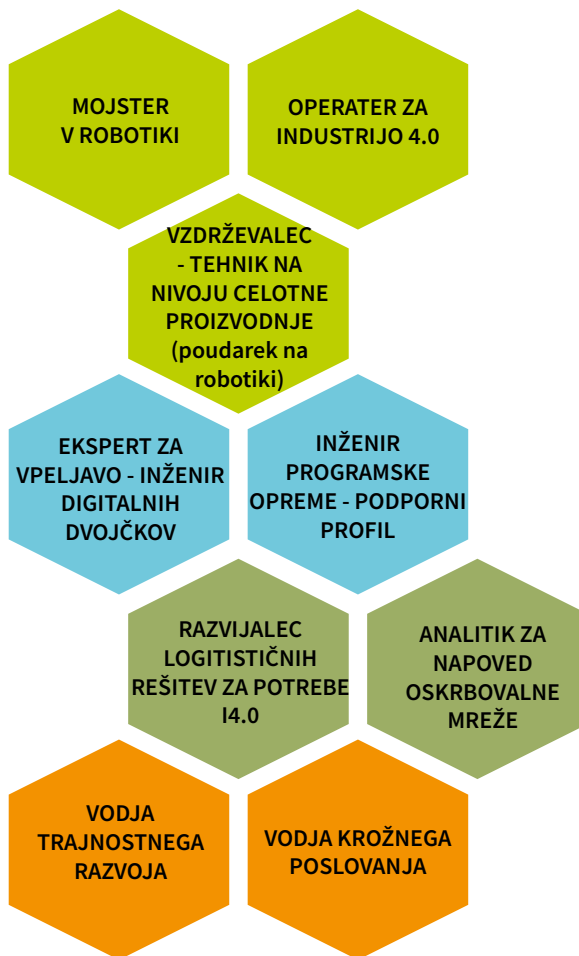 MOJSTER
V ROBOTIKI
OPERATER ZA
INDUSTRIJO 4.0
VZDRŽEVALEC
- TEHNIK NA
NIVOJU CELOTNE
PROIZVODNJE
(poudarek na
robotiki)
EKSPERT ZA
VPELJAVO - INŽENIR
DIGITALNIH
DVOJČKOV
INŽENIR
PROGRAMSKE
OPREME - PODPORNI
PROFIL
RAZVIJALEC
LOGITISTIČNIH
REŠITEV ZA POTREBE
I4.0
ANALITIK ZA
NAPOVED
OSKRBOVALNE
MREŽE
VODJA
TRAJNOSTNEGA
RAZVOJA
VODJA KROŽNEGA
POSLOVANJA